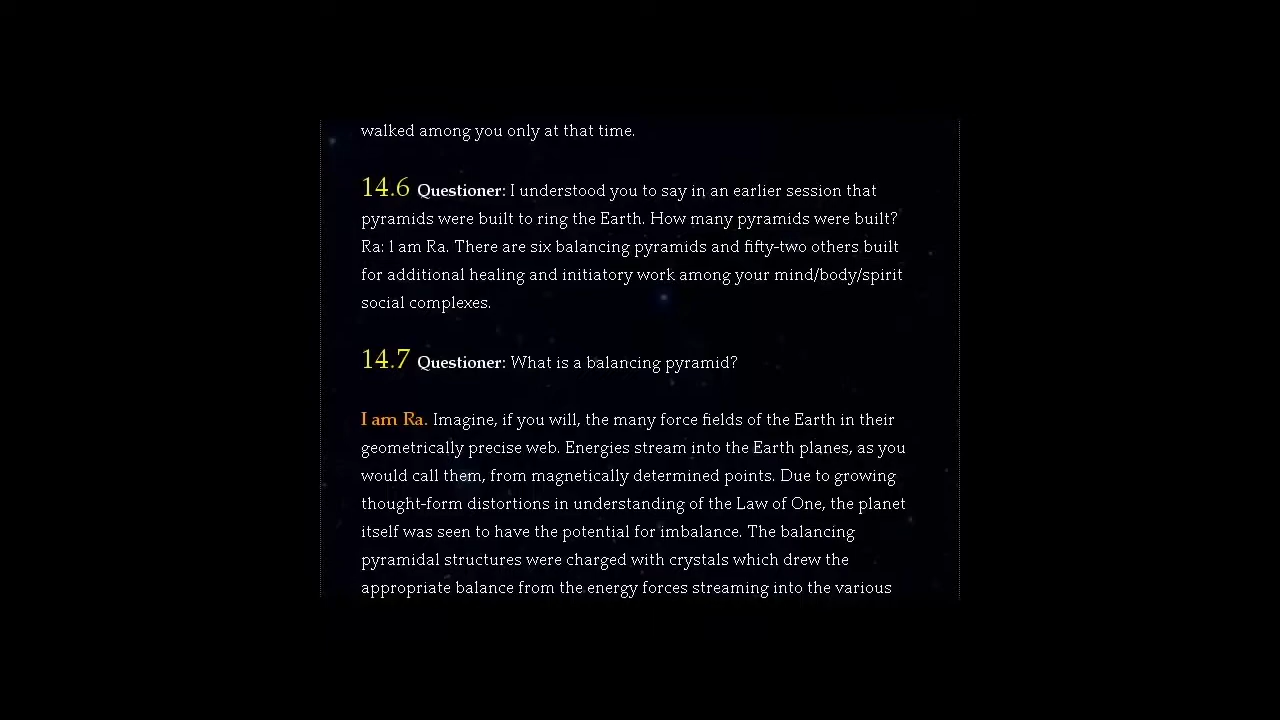 walked among you only at that time.
14.6 Questioner: I understood you to say in an earlier session that
pyramids were built to ring the Earth. How many pyramids were built?
Ra: I am Ra. There are six balancing pyramids and fifty-two others built
for additional healing and initiatory work among your mind/body/spirit
social complexes.
14.7 Questioner: What is a balancing pyramid?
I am Ra. Imagine, if you will, the many force fields of the Earth in their
geometrically precise web. Energies stream into the Earth planes, as you
would call them, from magnetically determined points. Due to growing
thought-form distortions in understanding of the Law of One, the planet
itself was seen to have the potential for imbalance. The balancing
pyramidal structures were charged with crystals which drew the
appropriate balance from the energy forces streaming into the various